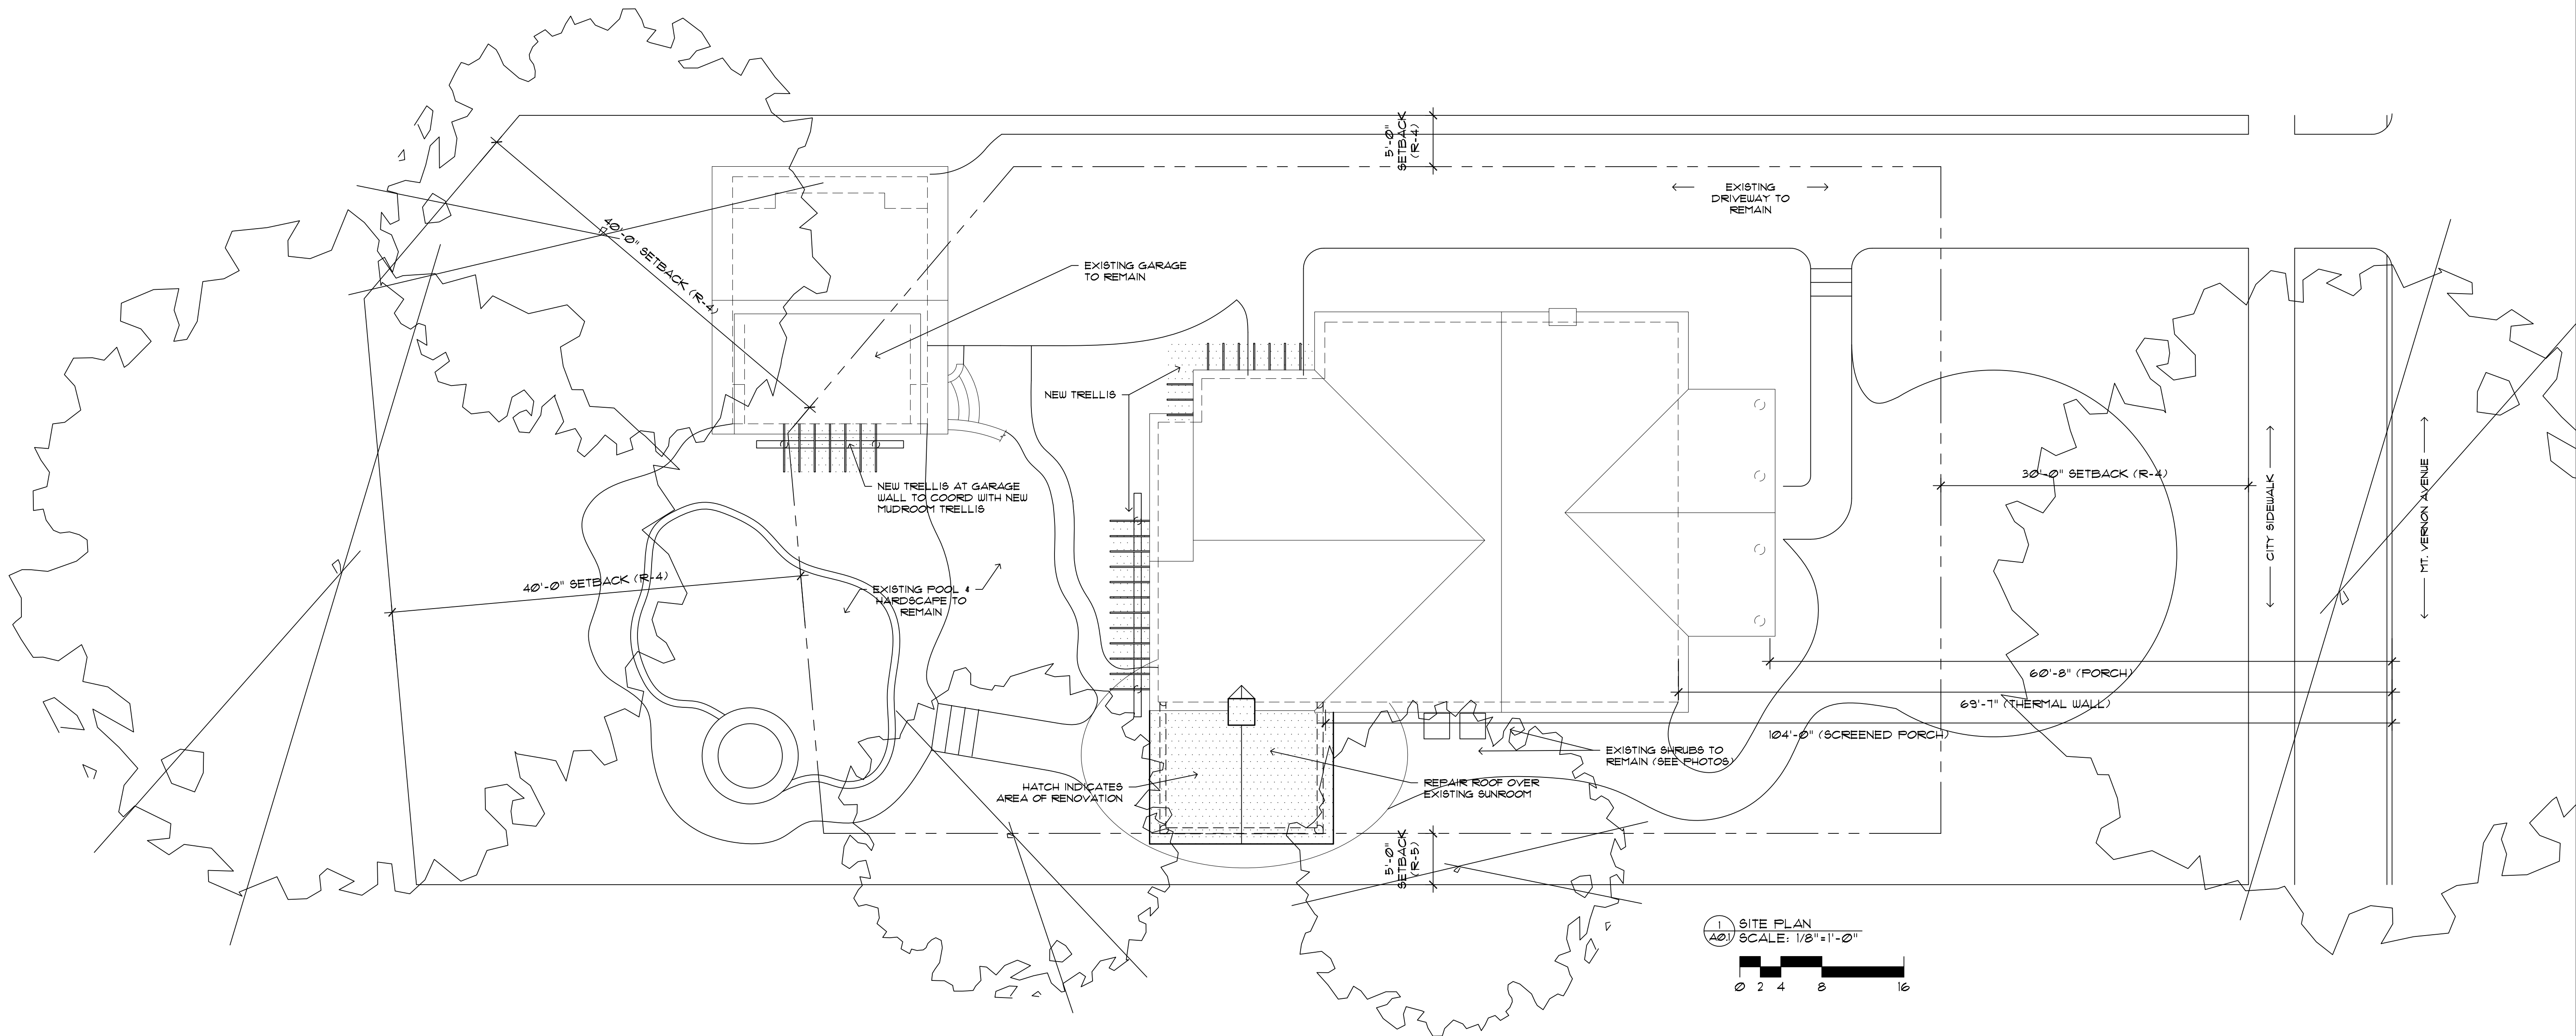 5'-0"
SETBACK
(R-4)
EXISTING
DRIVEWAY TO
REMAIN
40'-0" SETBACK (R-4)
EXISTING GARAGE
TO REMAIN
NEW TRELLIS
NEW TRELLIS AT GARAGE
WALL TO COORD WITH NEW
MUDROOM TRELLIS
30'-0" SETBACK (R-4)
CITY SIDEWALK
MT. VERNON AVENUE
40'-0" SETBACK (R-4)
EXISTING POOL &
HARDSCAPE TO
REMAIN
60'-8" (PORCH)
69'-7" (THERMAL WALL)
104'-0" (SCREENED PORCH)
EXISTING SHRUBS TO
REMAIN (SEE PHOTOS)
HATCH INDICATES
AREA OF RENOVATION
REPAIR ROOF OVER
EXISTING SUNROOM
5'-0"
SETBACK
(R-5)
1
A0.1
SITE PLAN
SCALE: 1/8"=1'-0"
0 2 4 8 16